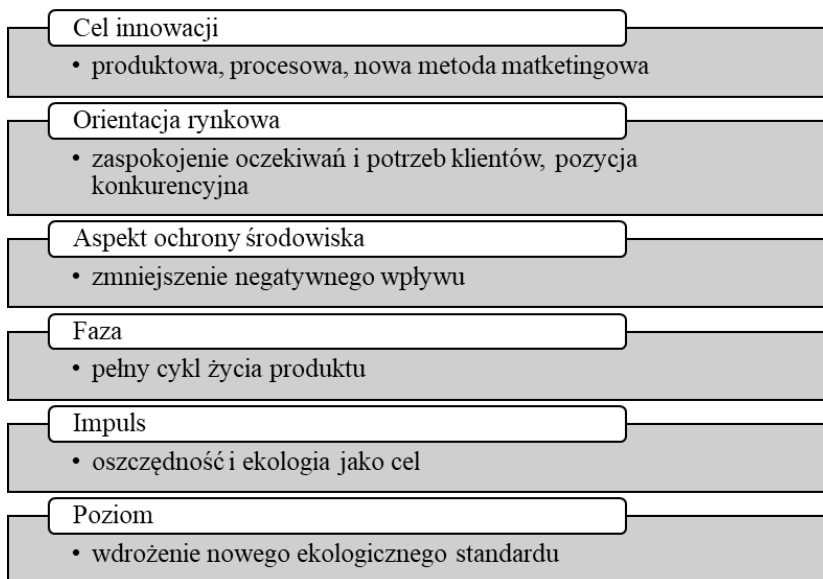 Cel innowacji
• produktowa, procesowa, nowa metoda matketingowa
Orientacja rynkowa
• zaspokojenie oczekiwań i potrzeb klientów, pozycja
konkurencyjna
Aspekt ochrony środowiska
• zmniejszenie negatywnego wpływu
Faza
• pełny cykl życia produktu
Impuls
• oszczędność i ekologia jako cel
Poziom
• wdrożenie nowego ekologicznego standardu